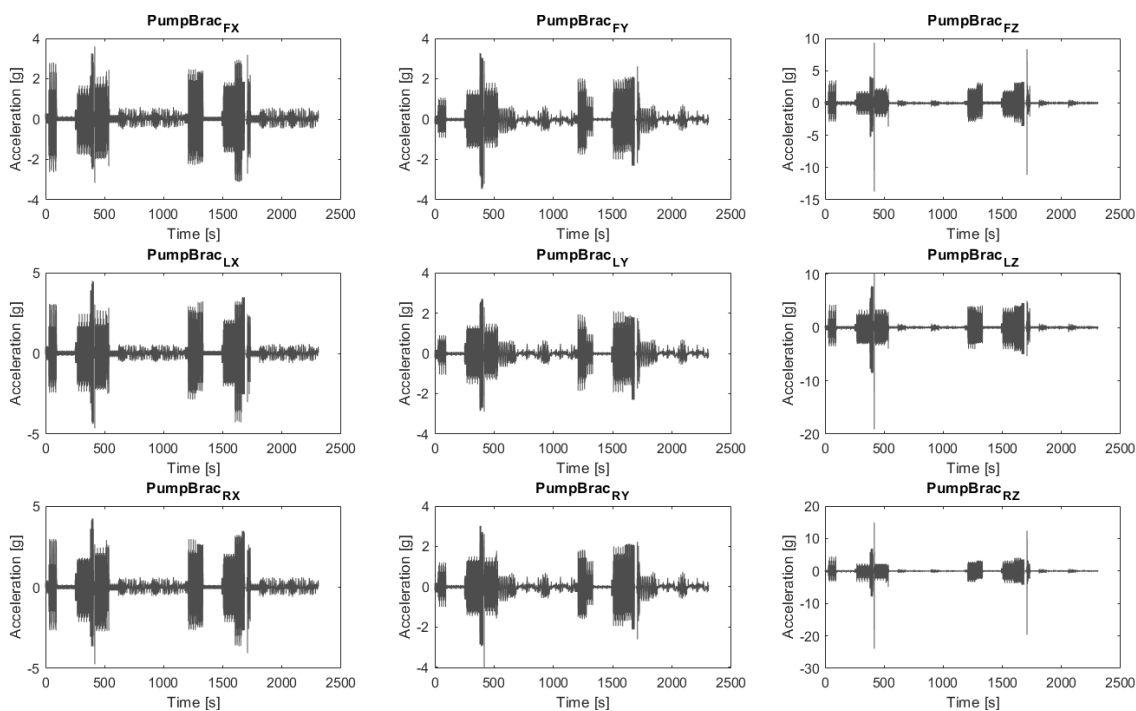 PumpBrac_FX
4
2
0
-2
-4
Acceleration [g]
0 500 1000 1500 2000 2500
Time [s]
PumpBrac_FY
4
2
0
-2
-4
Acceleration [g]
0 500 1000 1500 2000 2500
Time [s]
PumpBrac_FZ
10
5
0
-5
-10
-15
Acceleration [g]
0 500 1000 1500 2000 2500
Time [s]
PumpBrac_LX
5
0
-5
Acceleration [g]
0 500 1000 1500 2000 2500
Time [s]
PumpBrac_LY
4
2
0
-2
-4
Acceleration [g]
0 500 1000 1500 2000 2500
Time [s]
PumpBrac_LZ
10
0
-10
-20
Acceleration [g]
0 500 1000 1500 2000 2500
Time [s]
PumpBrac_RX
5
0
-5
Acceleration [g]
0 500 1000 1500 2000 2500
Time [s]
PumpBrac_RY
4
2
0
-2
-4
Acceleration [g]
0 500 1000 1500 2000 2500
Time [s]
PumpBrac_RZ
20
10
0
-10
-20
-30
Acceleration [g]
0 500 1000 1500 2000 2500
Time [s]